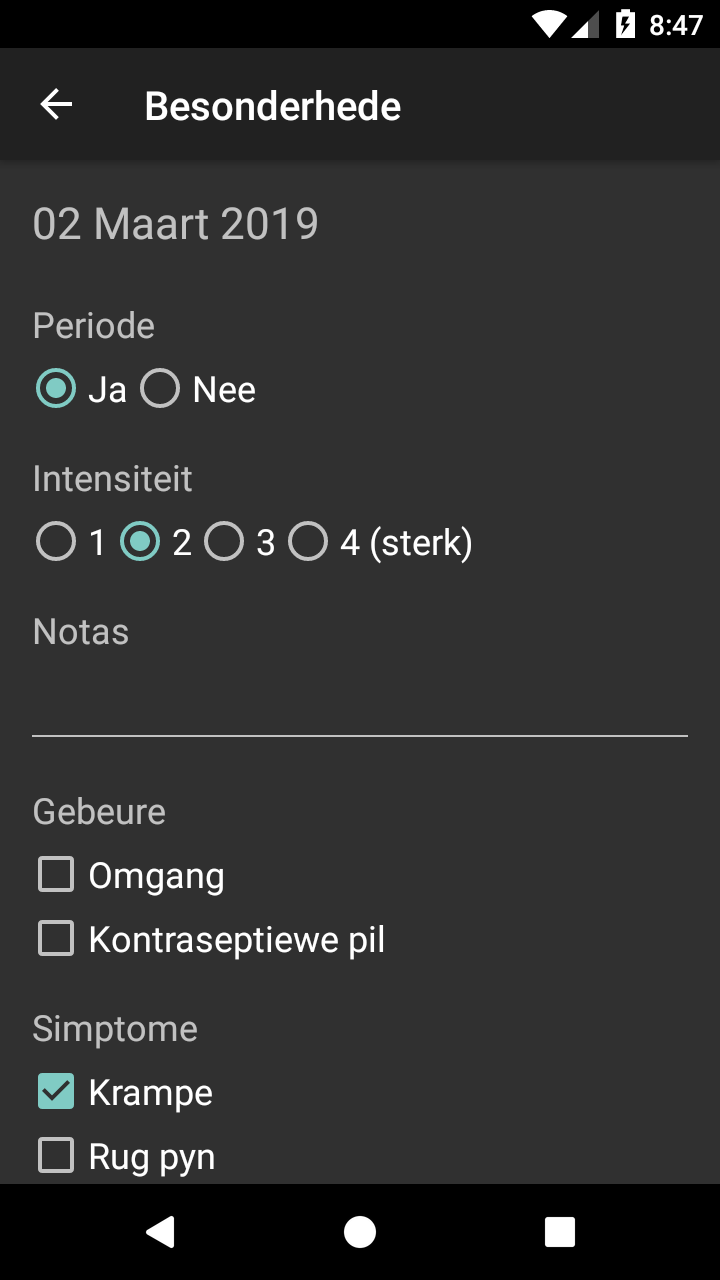 8:47
Besonderhede
02 Maart 2019
Periode
Ja Nee
Intensiteit
1 2 3 4 (sterk)
Notas
Gebeure
Omgang
Kontraseptiewe pil
Simptome
Krampe
Rug pyn